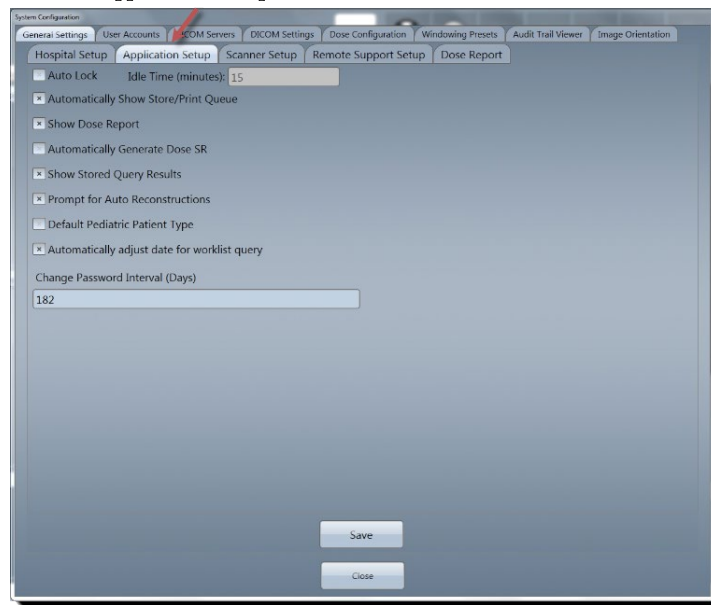 System Configuration
General Settings User Accounts DICOM Servers DICOM Settings Dose Configuration Windowing Presets Audit Trail Viewer Image Orientation
Hospital Setup Application Setup Scanner Setup Remote Support Setup Dose Report
Auto Lock Idle Time (minutes): 15
Automatically Show Store/Print Queue
Show Dose Report
Automatically Generate Dose SR
Show Stored Query Results
Prompt for Auto Reconstructions
Default Pediatric Patient Type
Automatically adjust date for worklist query
Change Password Interval (Days)
182
Save
Close